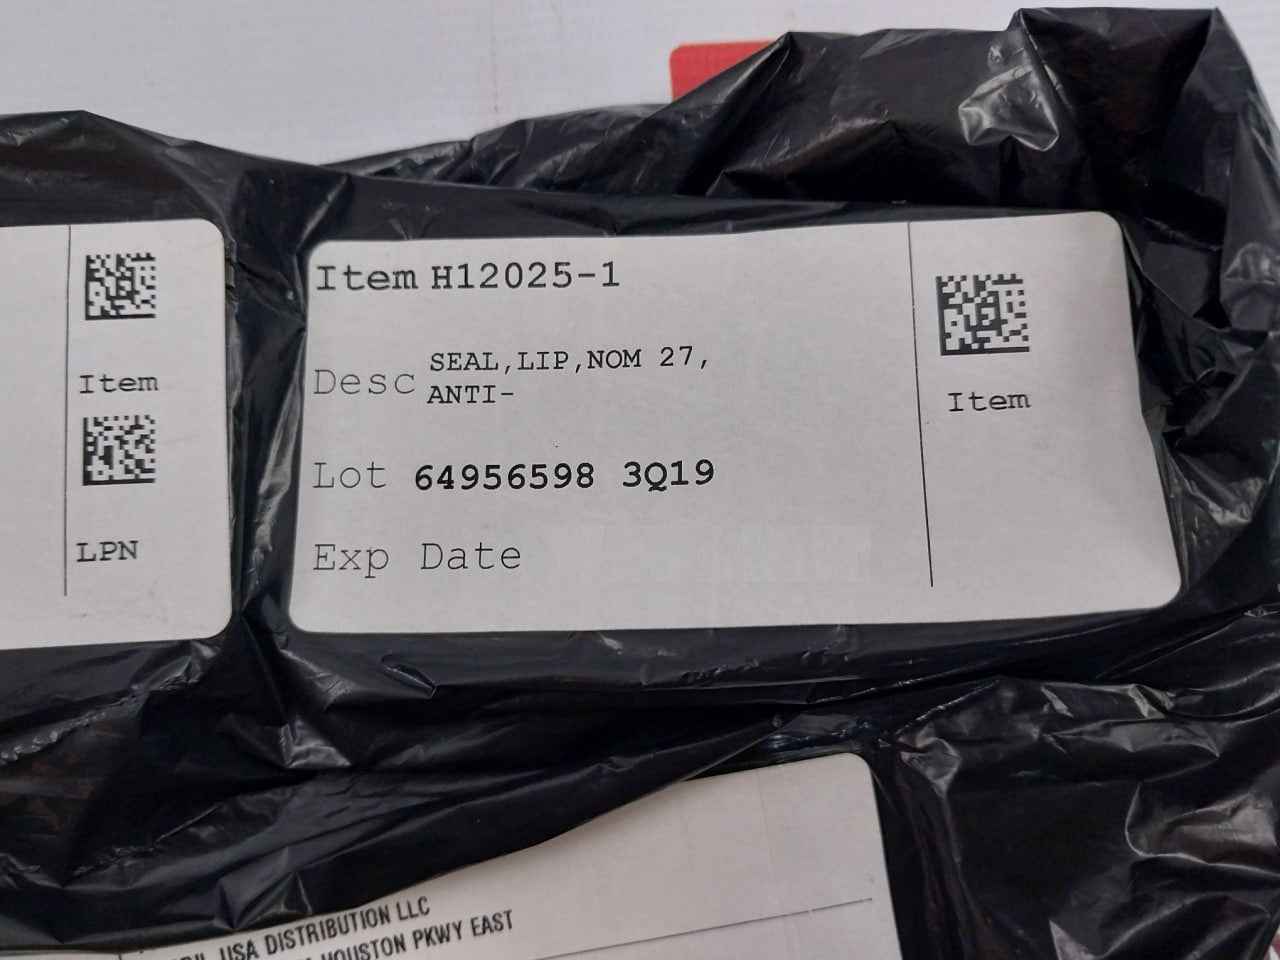 Item
LPN
Item H12025-1
Desc SEAL,LIP,NOM 27,
ANTI-
Lot 64956598 3Q19
Exp Date
Item
USA DISTRIBUTION LLC
HOUSTON PKWY EAST